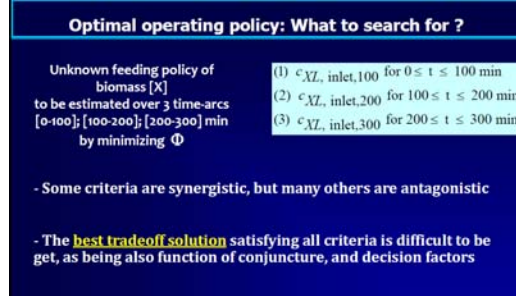 Optimal operating policy: What to search for ?
Unknown feeding policy of
biomass [X]
to be estimated over 3 time-arcs
[0-100]; [100-200]; [200-300] min
by minimizing Φ
(1) cXL, inlet,100 for 0≤ t ≤ 100 min
(2) cXL, inlet,200 for 100≤ t ≤ 200 min
(3) cXL, inlet,300 for 200≤ t ≤ 300 min
- Some criteria are synergistic, but many others are antagonistic
- The best tradeoff solution satisfying all criteria is difficult to be
get, as being also function of conjuncture, and decision factors